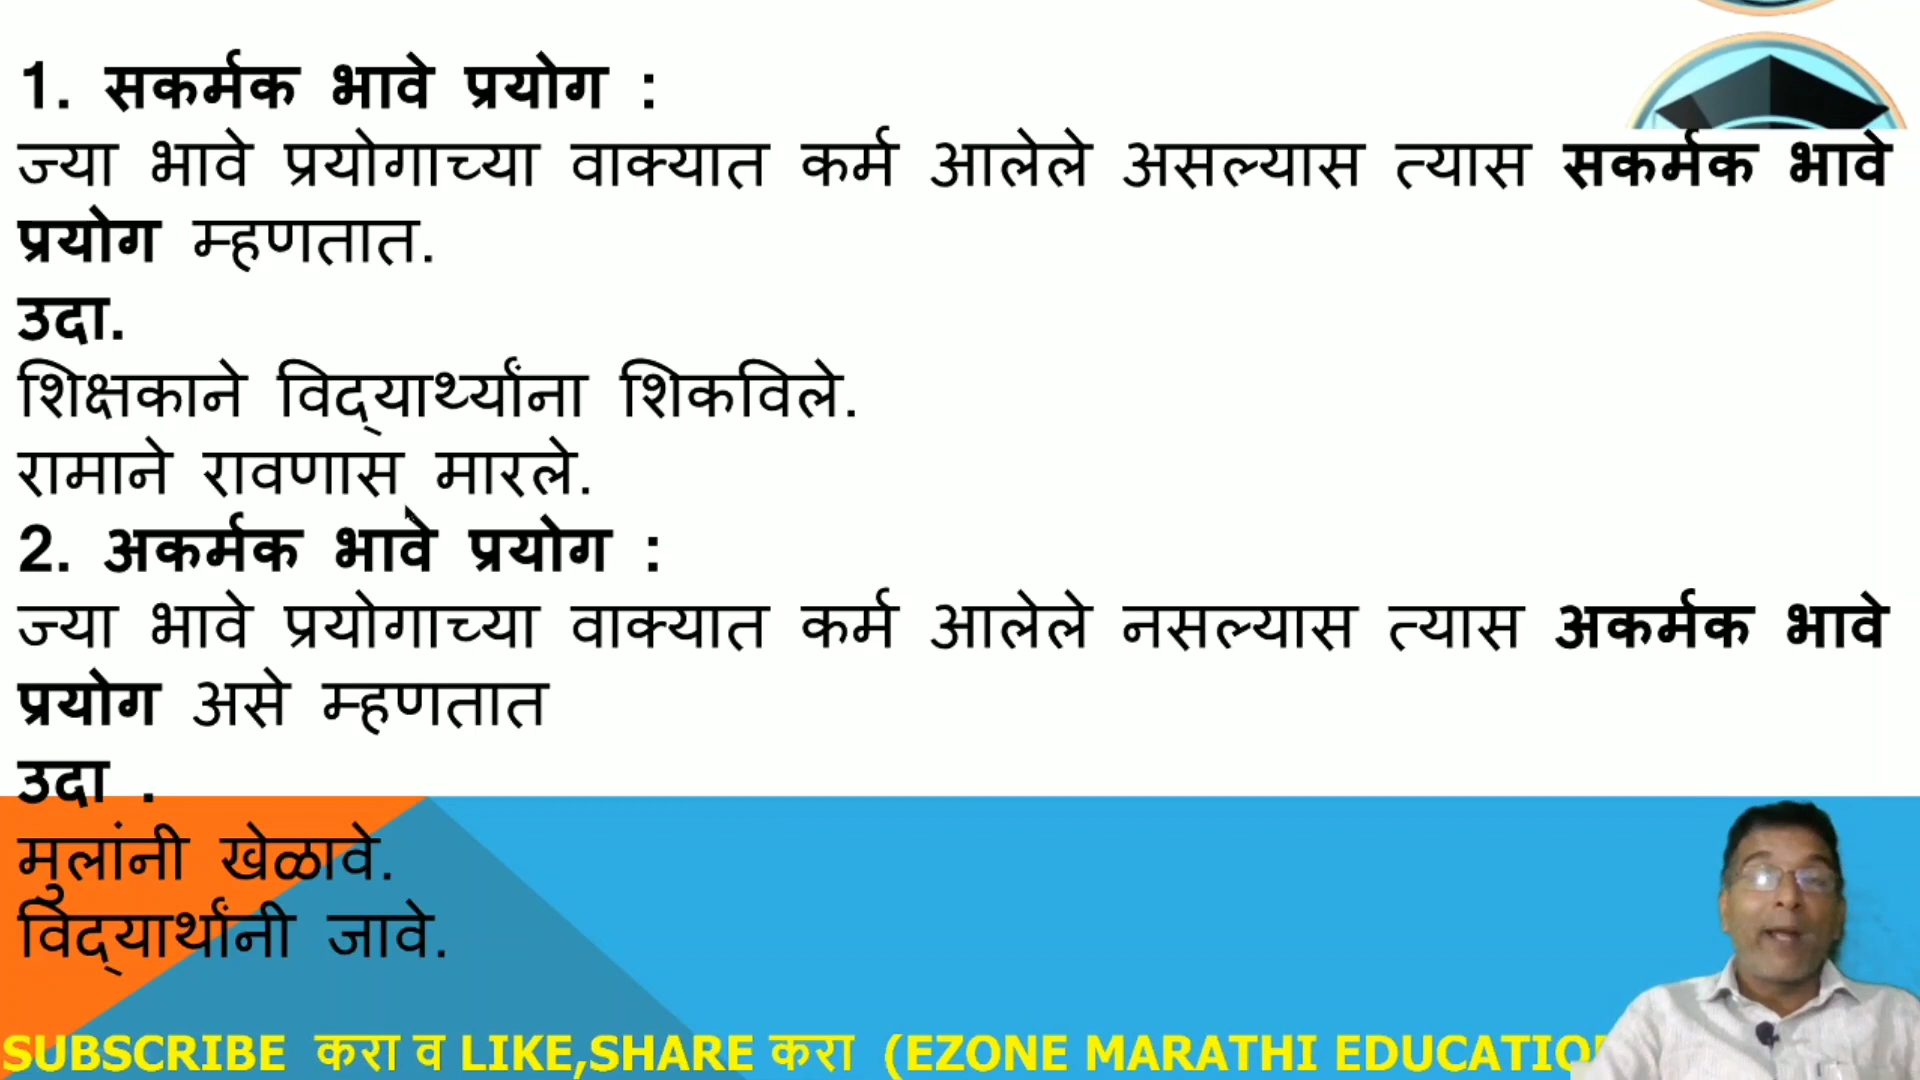 1. सकर्मक भावे प्रयोग :
ज्या भावे प्रयोगाच्या वाक्यात कर्म आलेले असल्यास त्यास सकर्मक भावे
प्रयोग म्हणतात.
उदा.
शिक्षकाने विद्‌यार्थ्यांना शिकविले.
रामाने रावणास मारले.
2. अकर्मक भावे प्रयोग :
ज्या भावे प्रयोगाच्या वाक्यात कर्म आलेले नसल्यास त्यास अकर्मक भावे
प्रयोग असे म्हणतात
उदा .
मुलांनी खेळावे.
विद्‌यार्थांनी जावे.
SUBSCRIBE करा व LIKE,SHARE करा (EZONE MARATHI EDUCATIO